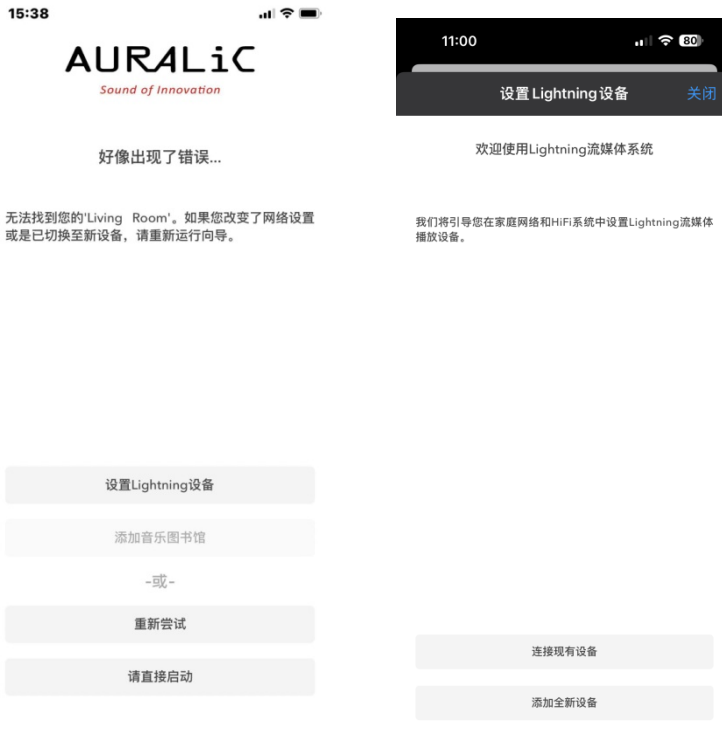 15:38
AURALiC
Sound of Innovation
好像出现了错误...
无法找到您的'Living Room'。如果您改变了网络设置
或是已切换至新设备，请重新运行向导。
设置Lightning设备
添加音乐图书馆
-或-
重新尝试
请直接启动
11:00
80
设置Lightning设备
关闭
欢迎使用Lightning流媒体系统
我们将引导您在家庭网络和HiFi系统中设置Lightning流媒体
播放设备。
连接现有设备
添加全新设备